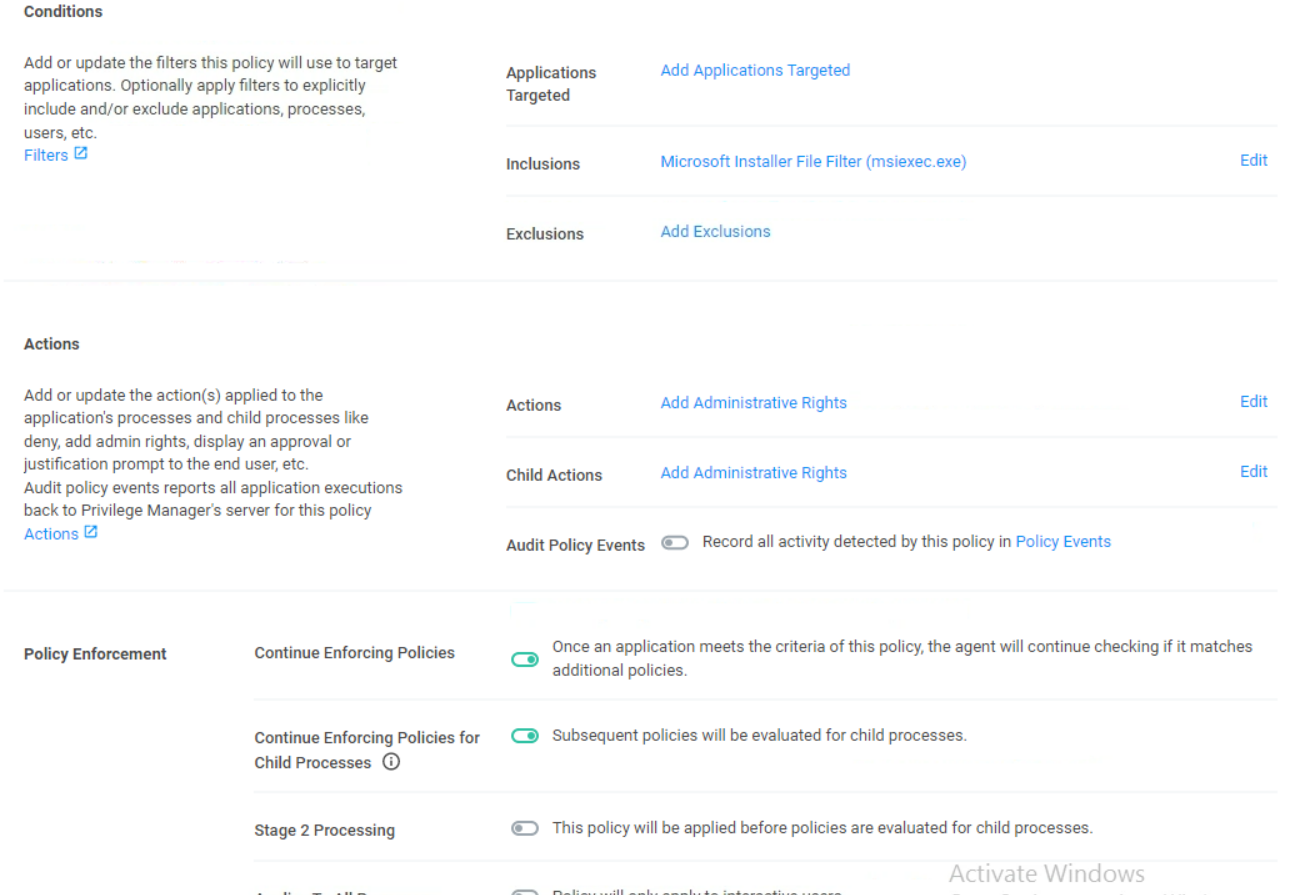 Conditions
Add or update the filters this policy will use to target
applications. Optionally apply filters to explicitly
include and/or exclude applications, processes,
users, etc.
Filters
Applications
Targeted
Add Applications Targeted
Inclusions
Microsoft Installer File Filter (msiexec.exe)
Edit
Exclusions
Add Exclusions
Actions
Add or update the action(s) applied to the
application's processes and child processes like
deny, add admin rights, display an approval or
justification prompt to the end user, etc.
Audit policy events reports all application executions
back to Privilege Manager's server for this policy
Actions
Actions
Add Administrative Rights
Edit
Child Actions
Add Administrative Rights
Edit
Audit Policy Events
Record all activity detected by this policy in Policy Events
Policy Enforcement
Continue Enforcing Policies
Once an application meets the criteria of this policy, the agent will continue checking if it matches
additional policies.
Continue Enforcing Policies for
Child Processes
Subsequent policies will be evaluated for child processes.
Stage 2 Processing
This policy will be applied before policies are evaluated for child processes.
Policy will only apply to interactive users
Activate Windows